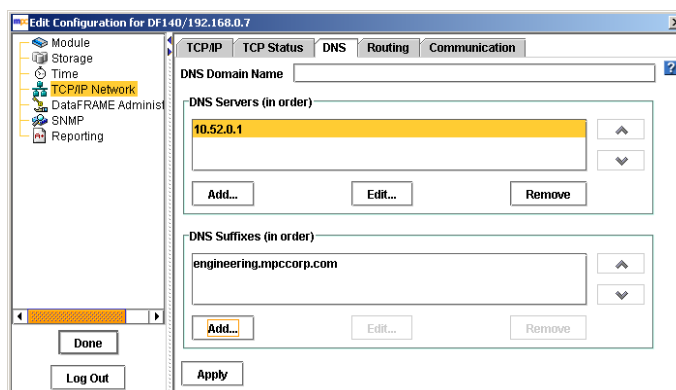 Edit Configuration for DF140/192.168.0.7
Module
Storage
Time
TCP/IP Network
DataFRAME Administ
SNMP
Reporting
Done
Log Out
TCP/IP TCP Status DNS Routing Communication
DNS Domain Name
?
DNS Servers (in order)
10.52.0.1
Add... Edit... Remove
DNS Suffixes (in order)
engineering.mpccorp.com
Add... Edit... Remove
Apply